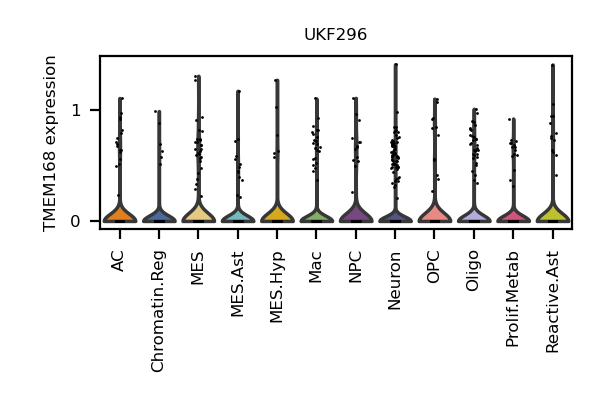 UKF296
TMEM168 expression
1
0
AC
Chromatin.Reg
MES
MES.Ast
MES.Hyp
Mac
NPC
Neuron
OPC
Oligo
Prolif.Metab
Reactive.Ast